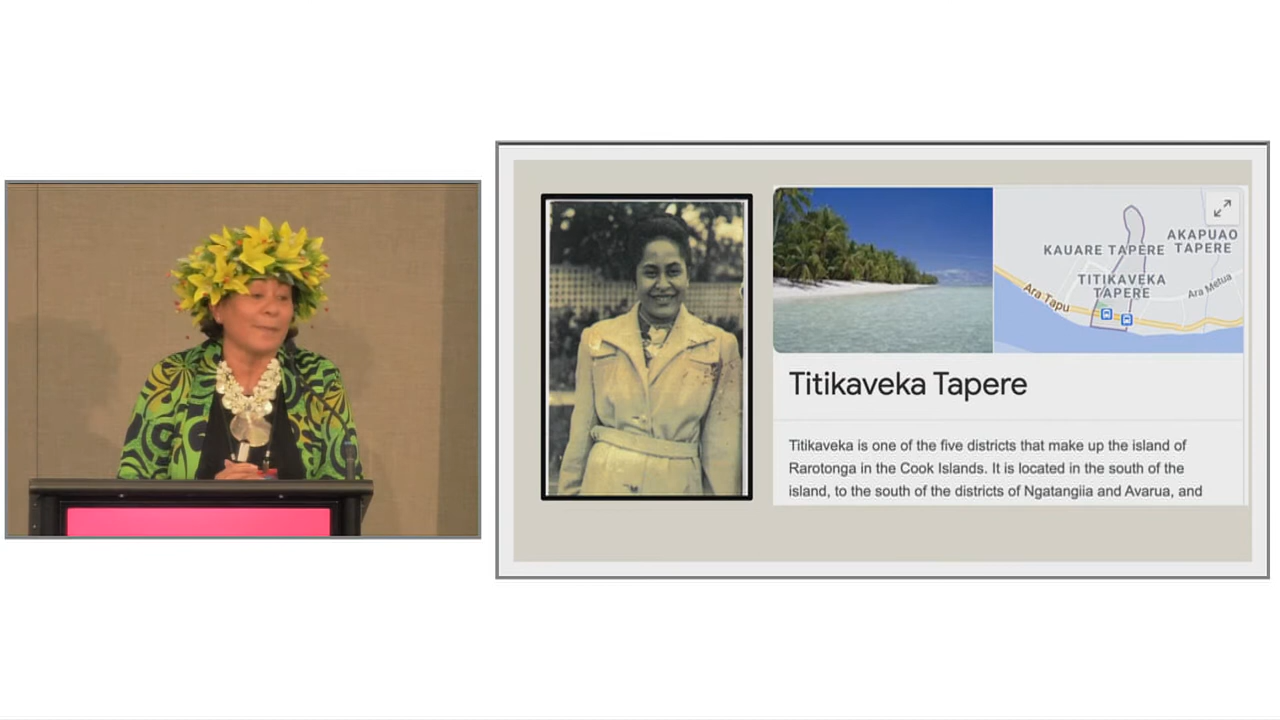 KAUARE TAPERE
AKAPUAO
TAPERE
TITIKAVEKA
TAPERE
Ara Tapu
Ara Metua
Titikaveka Tapere
Titikaveka is one of the five districts that make up the island of
Rarotonga in the Cook Islands. It is located in the south of the
island, to the south of the districts of Ngatangiia and Avarua, and